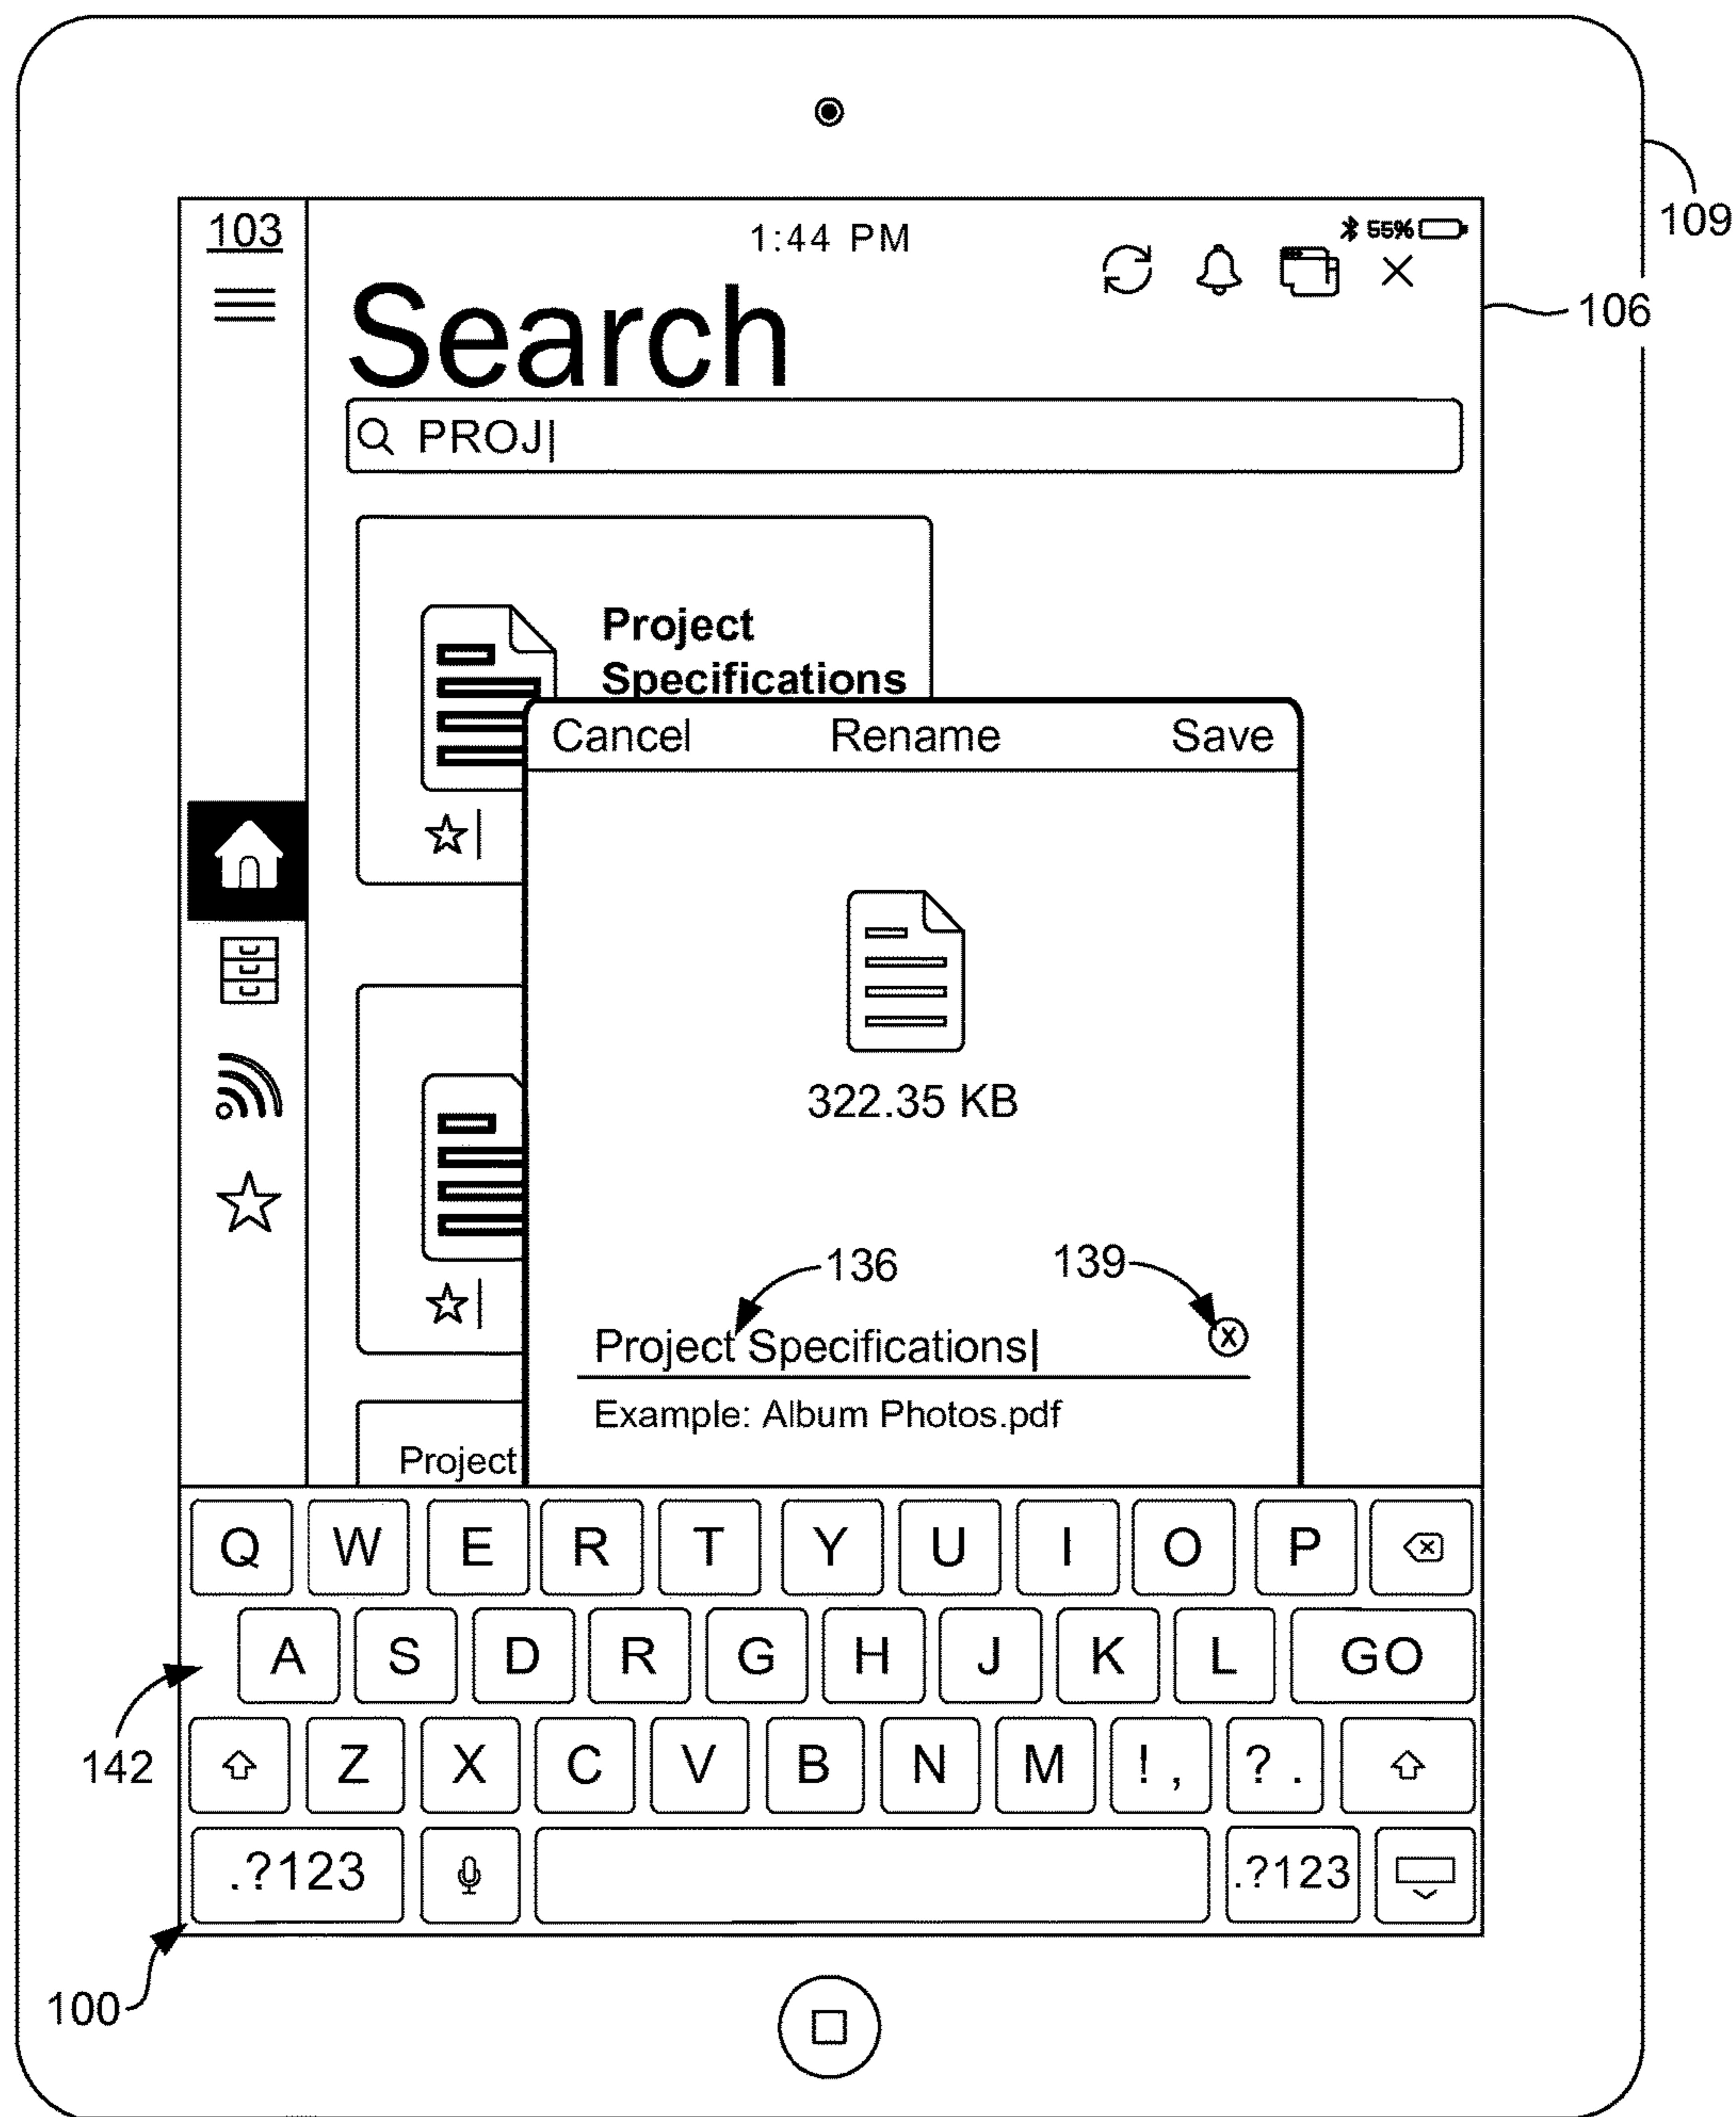 109
103
1:44 PM
55%
106
Search
PROJ
Project
Specifications
Cancel Rename Save
322.35 KB
136 139
Project Specifications
Example: Album Photos.pdf
Project
Q W E R T Y U I O P
A S D R G H J K L GO
142
Z X C V B N M ! , ? .
.?123 .?123
100